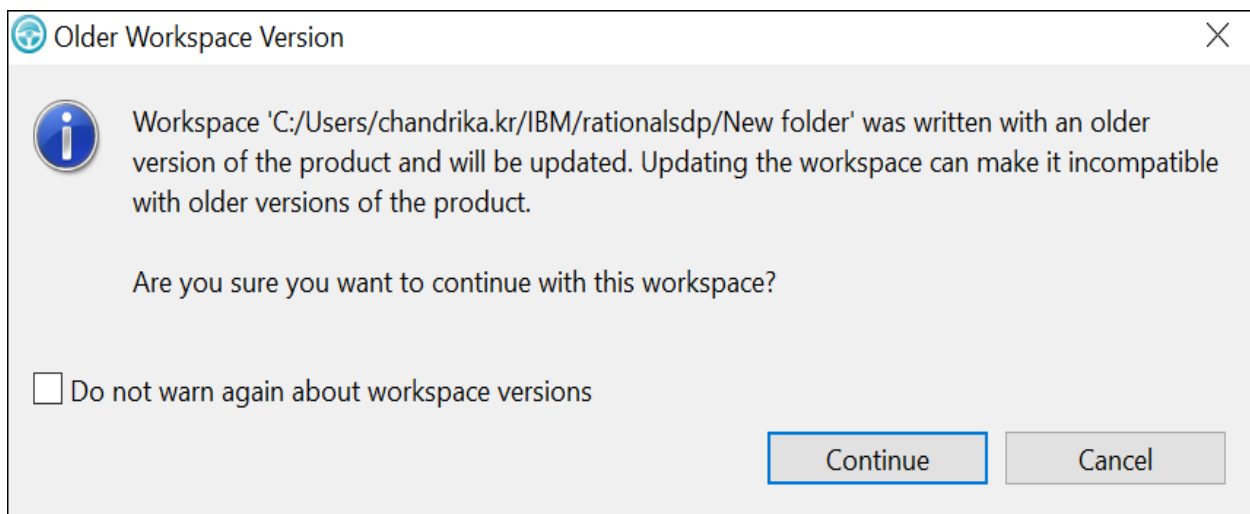 Older Workspace Version
Workspace 'C:/Users/chandrika.kr/IBM/rationalsdp/New folder' was written with an older
version of the product and will be updated. Updating the workspace can make it incompatible
with older versions of the product.
Are you sure you want to continue with this workspace?
Do not warn again about workspace versions
Continue
Cancel